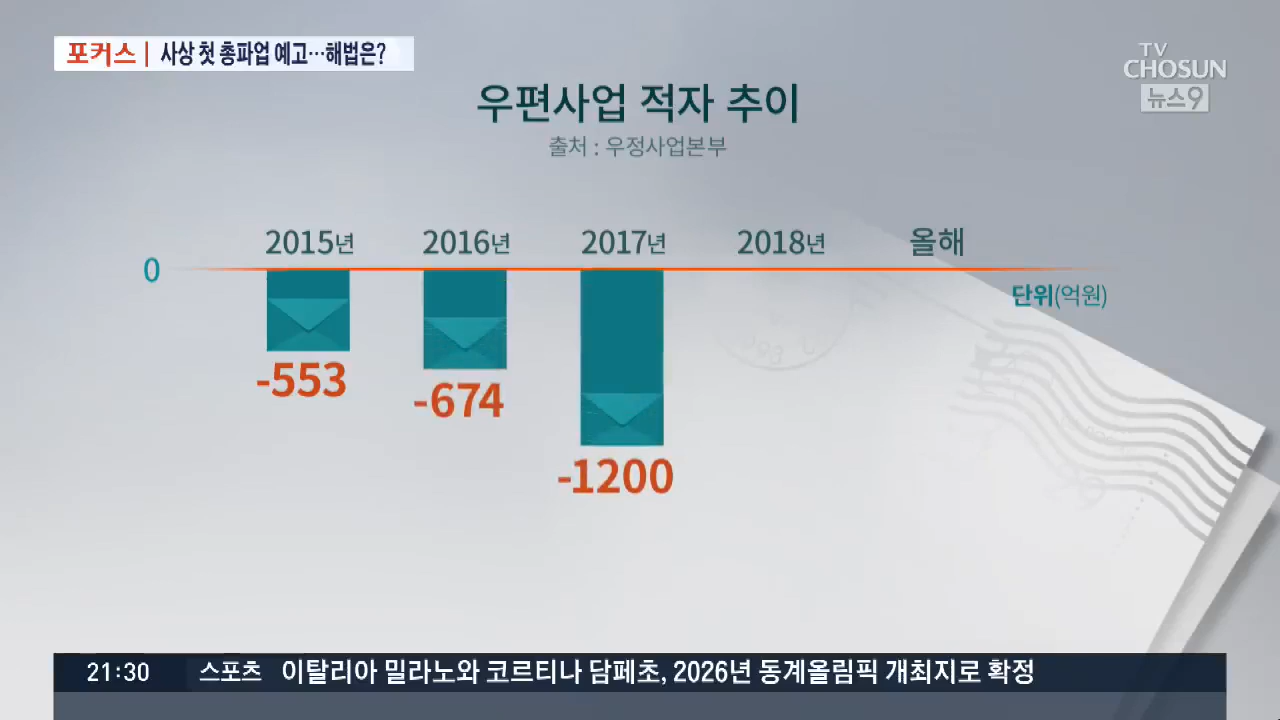 포커스 | 사상 첫 총파업 예고…해법은?
TV
CHOSUN
뉴스9
우편사업 적자 추이
출처 : 우정사업본부
2015년 2016년 2017년 2018년 올해
0
단위(억원)
-553
-674
-1200
21:30 스포츠 이탈리아 밀라노와 코르티나 담페초, 2026년 동계올림픽 개최지로 확정